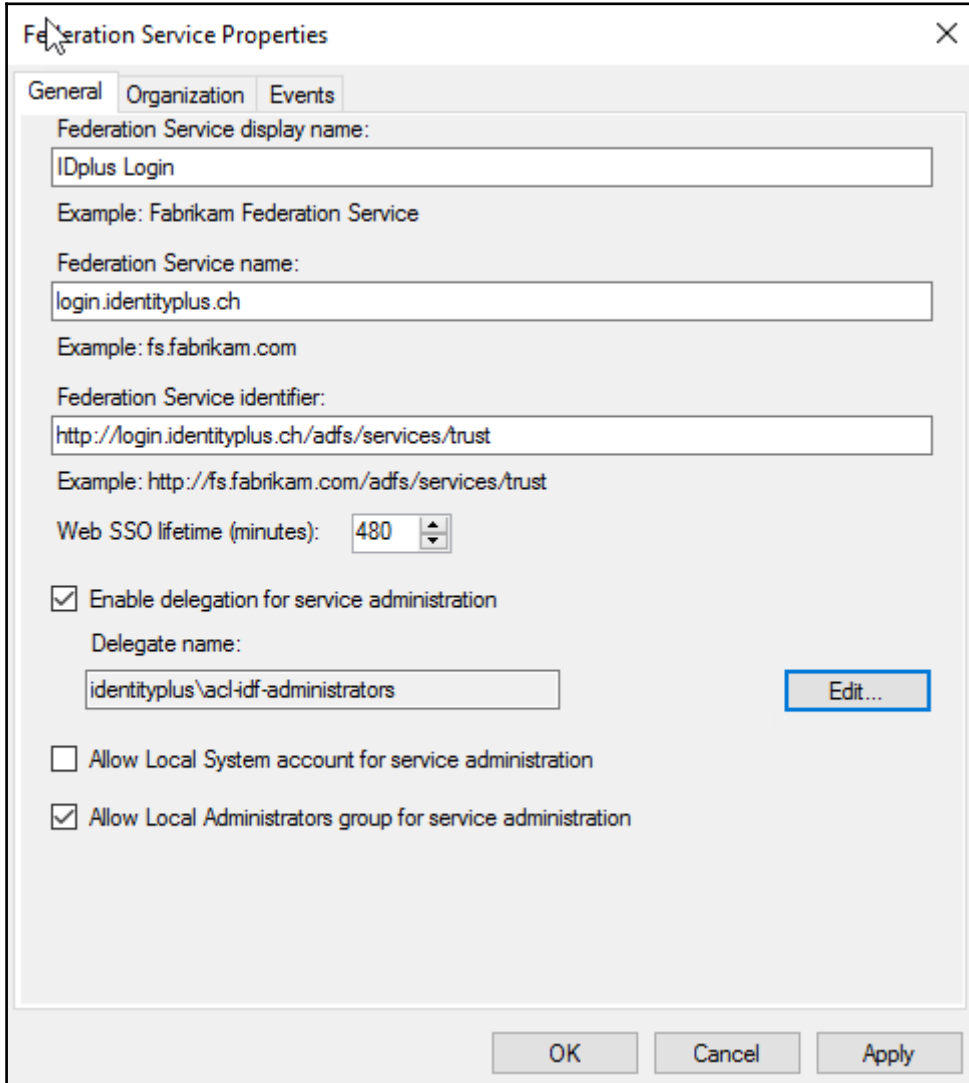 Federation Service Properties
General Organization Events
Federation Service display name:
IDplus Login
Example: Fabrikam Federation Service
Federation Service name:
login.identityplus.ch
Example: fs.fabrikam.com
Federation Service identifier:
http://login.identityplus.ch/adfs/services/trust
Example: http://fs.fabrikam.com/adfs/services/trust
Web SSO lifetime (minutes): 480
Enable delegation for service administration
Delegate name:
identityplus\acl-idf-administrators Edit...
Allow Local System account for service administration
Allow Local Administrators group for service administration
OK Cancel Apply